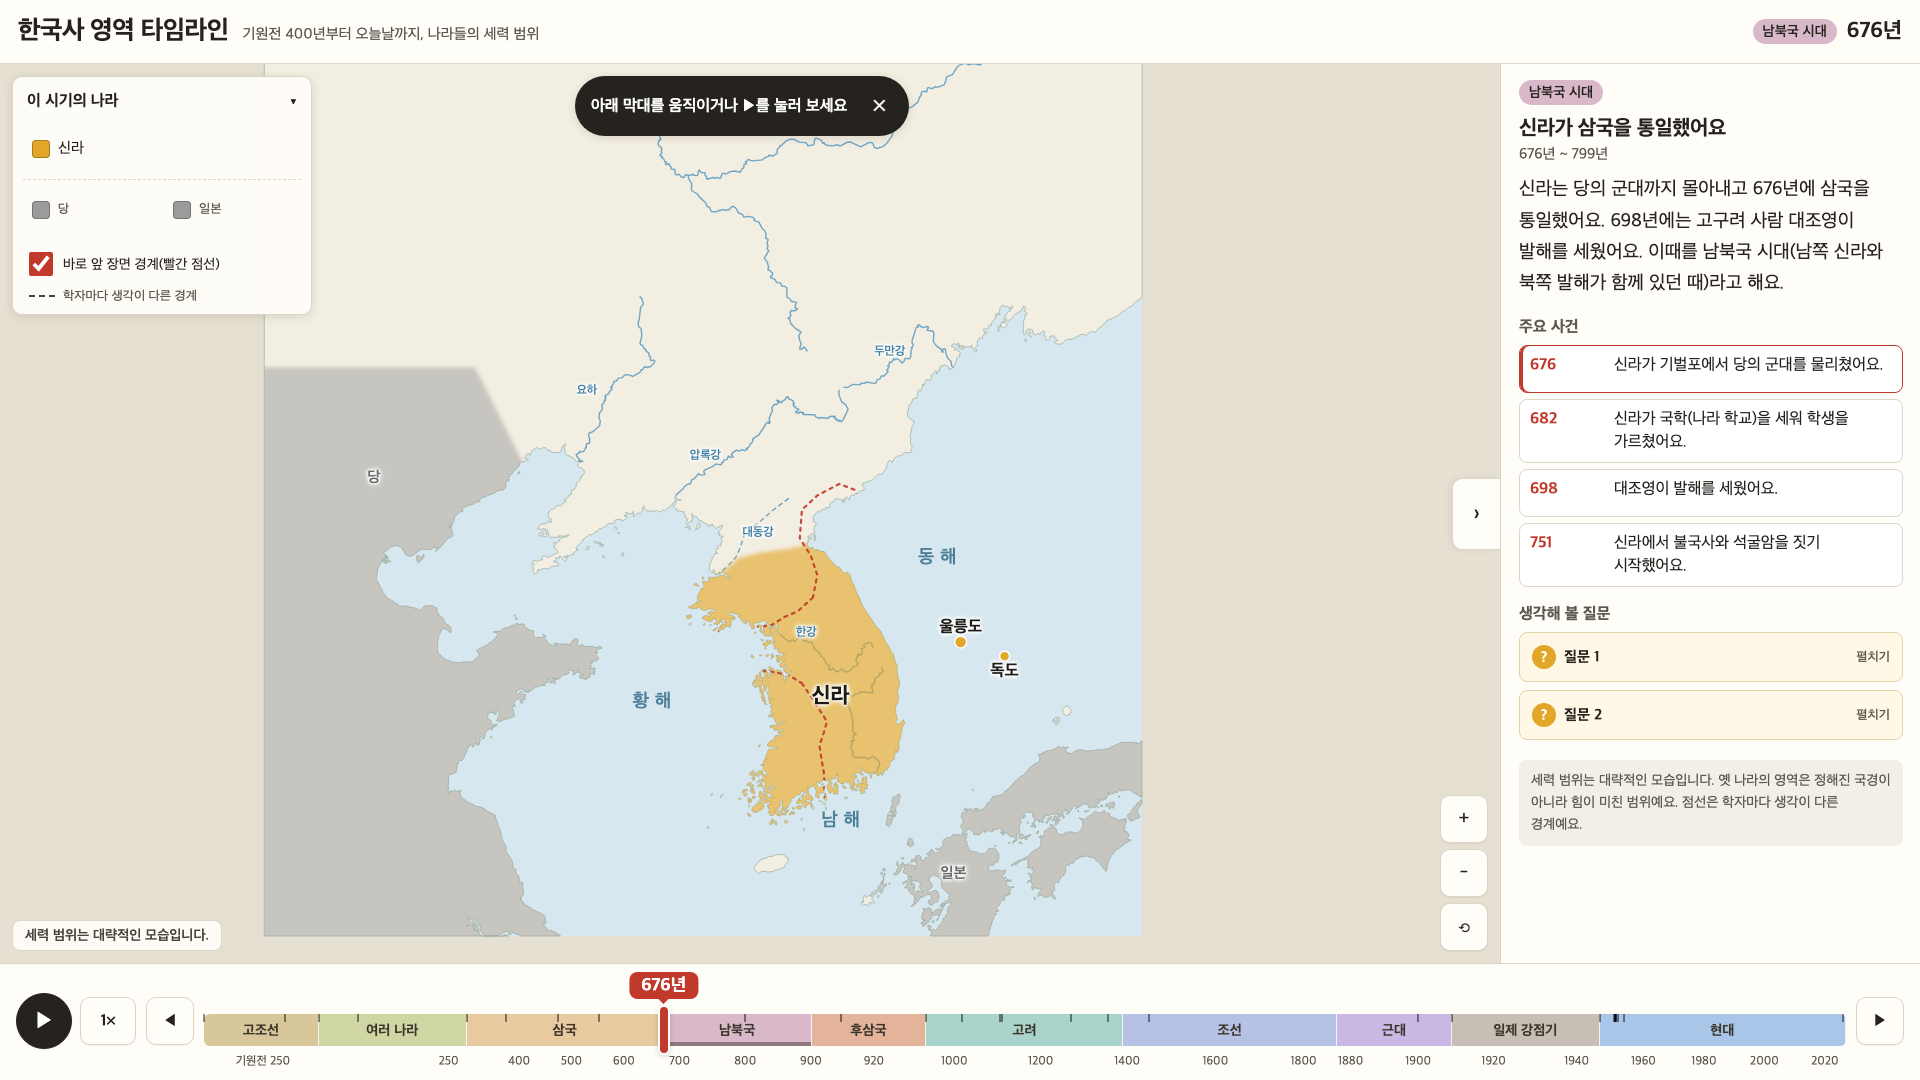 한국사 영역 타임라인
기원전 400년부터 오늘날까지, 나라들의 세력 범위
남북국 시대
676년
이 시기의 나라
▼
신라
당
일본
바로 앞 장면 경계(빨간 점선)
학자마다 생각이 다른 경계
아래 막대를 움직이거나 ▶를 눌러 보세요 ✕
두만강
요하
압록강
당
대동강
동 해
울릉도
한강
독도
신라
황 해
남 해
일본
세력 범위는 대략적인 모습입니다.
›
+
−
⟲
남북국 시대
신라가 삼국을 통일했어요
676년 ~ 799년
신라는 당의 군대까지 몰아내고 676년에 삼국을
통일했어요. 698년에는 고구려 사람 대조영이
발해를 세웠어요. 이때를 남북국 시대(남쪽 신라와
북쪽 발해가 함께 있던 때)라고 해요.
주요 사건
676 신라가 기벌포에서 당의 군대를 물리쳤어요.
682 신라가 국학(나라 학교)을 세워 학생을
가르쳤어요.
698 대조영이 발해를 세웠어요.
751 신라에서 불국사와 석굴암을 짓기
시작했어요.
생각해 볼 질문
? 질문 1 펼치기
? 질문 2 펼치기
세력 범위는 대략적인 모습입니다. 옛 나라의 영역은 정해진 국경이
아니라 힘이 미친 범위예요. 점선은 학자마다 생각이 다른
경계예요.
676년
▶ 1× ◀
고조선 여러 나라 삼국 남북국 후삼국 고려 조선 근대 일제 강점기 현대
▶
기원전 250 250 400 500 600 700 800 900 920 1000 1200 1400 1600 1800 1880 1900 1920 1940 1960 1980 2000 2020